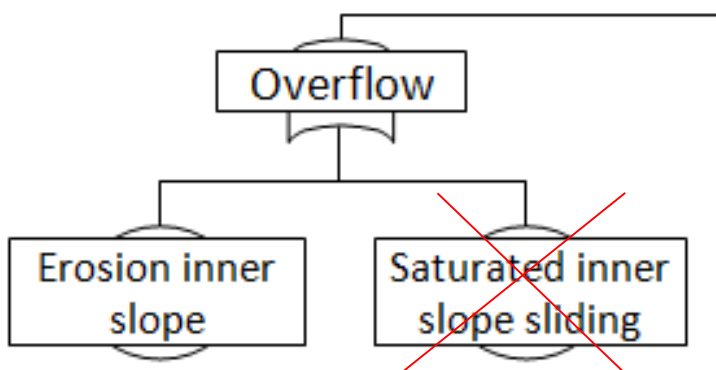 Overflow
Erosion inner
slope
Saturated inner
slope sliding